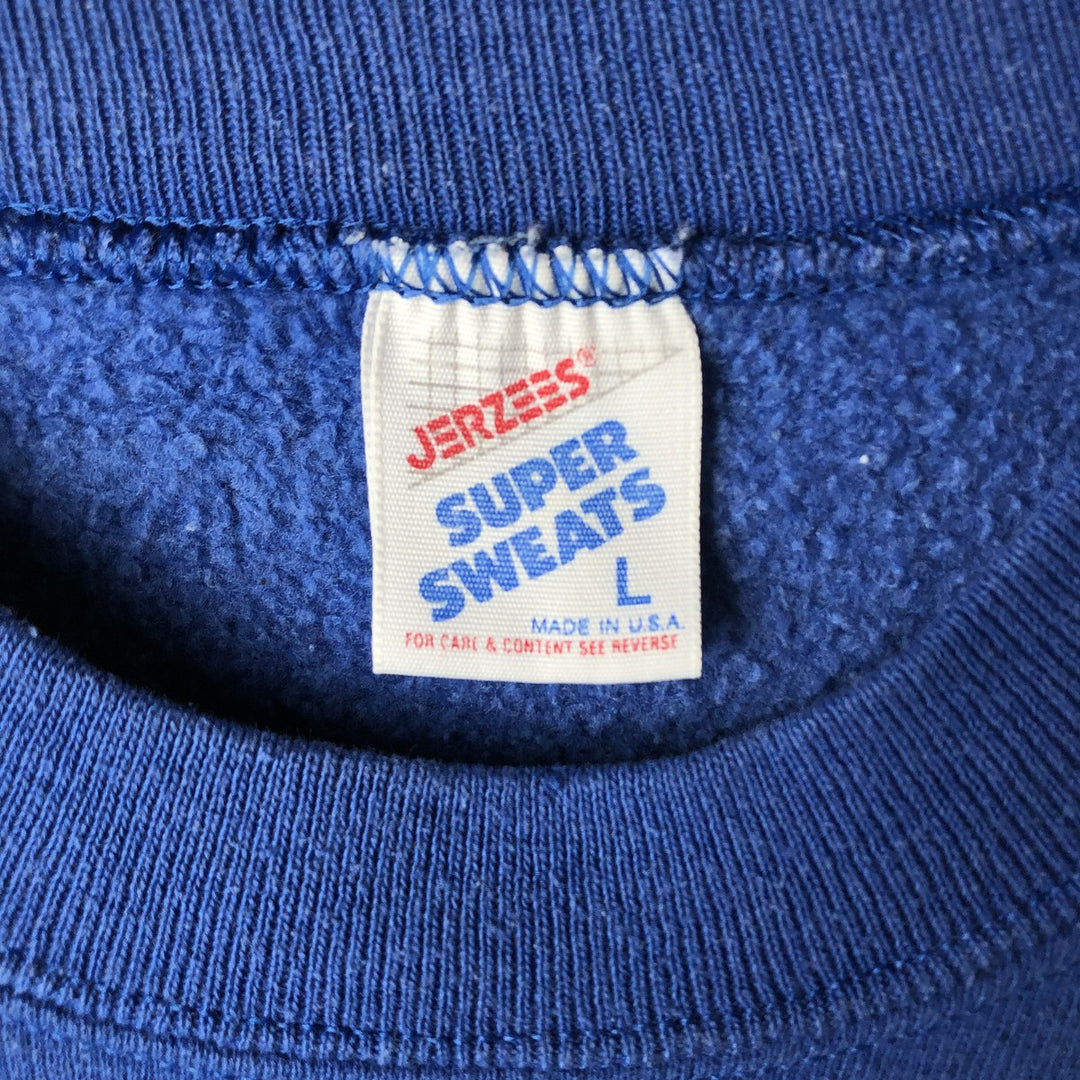 JERZEES®
SUPER
SWEATS
L
MADE IN U.S.A.
FOR CARE & CONTENT SEE REVERSE